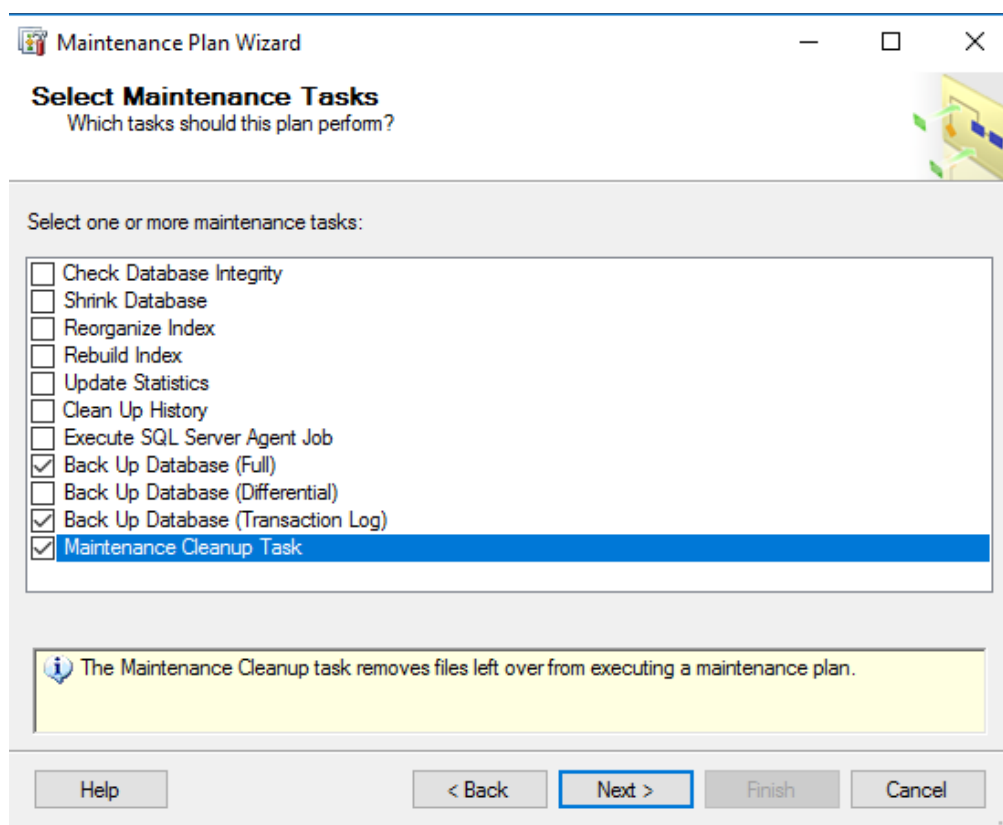 Maintenance Plan Wizard
Select Maintenance Tasks
Which tasks should this plan perform?
Select one or more maintenance tasks:
Check Database Integrity
Shrink Database
Reorganize Index
Rebuild Index
Update Statistics
Clean Up History
Execute SQL Server Agent Job
Back Up Database (Full)
Back Up Database (Differential)
Back Up Database (Transaction Log)
Maintenance Cleanup Task
The Maintenance Cleanup task removes files left over from executing a maintenance plan.
Help
< Back
Next >
Finish
Cancel